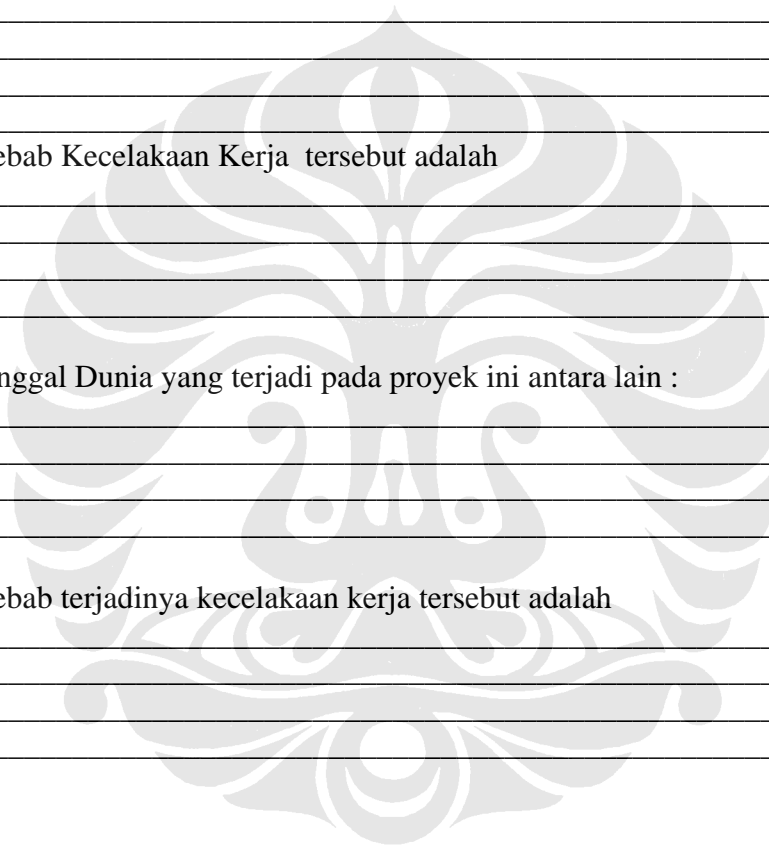 ebab Kecelakaan Kerja tersebut adalah
nggal Dunia yang terjadi pada proyek ini antara lain :
ebab terjadinya kecelakaan kerja tersebut adalah